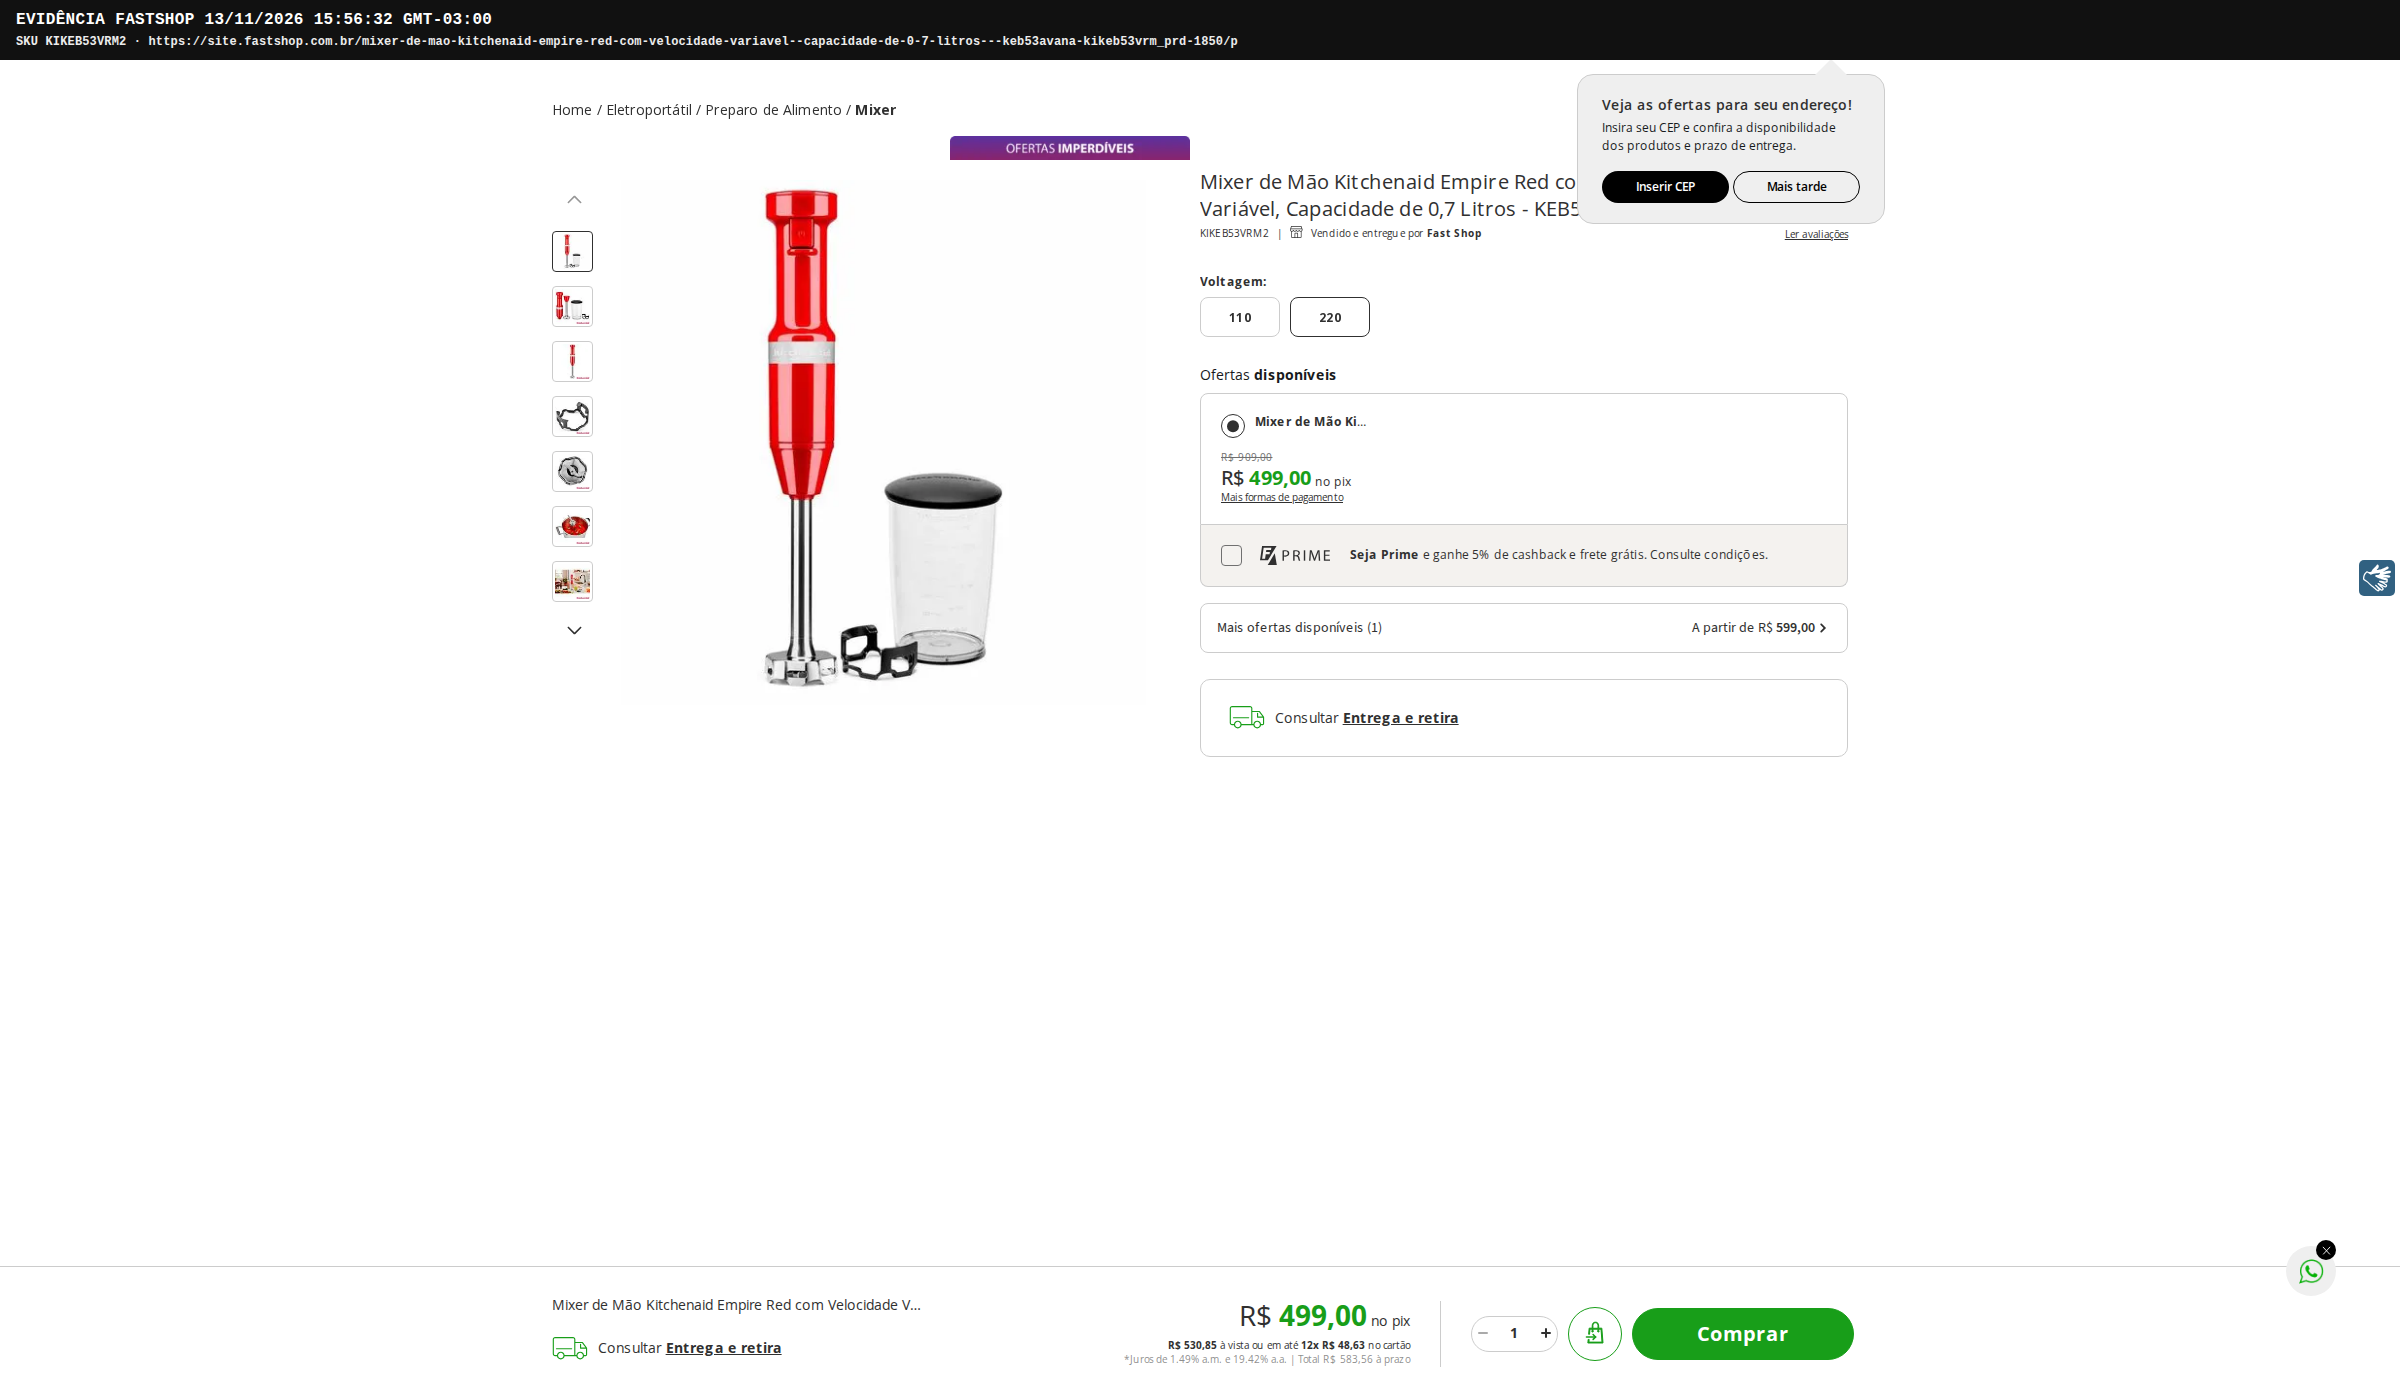 EVIDÊNCIA FASTSHOP 13/11/2026 15:56:32 GMT-03:00
SKU KIKEB53VRM2 · https://site.fastshop.com.br/mixer-de-mao-kitchenaid-empire-red-com-velocidade-variavel--capacidade-de-0-7-litros---keb53avana-kikeb53vrm_prd-1850/p
Home / Eletroportátil / Preparo de Alimento / Mixer
Veja as ofertas para seu endereço!
Insira seu CEP e confira a disponibilidade
dos produtos e prazo de entrega.
Inserir CEP
Mais tarde
OFERTAS IMPERDÍVEIS
Mixer de Mão Kitchenaid Empire Red co
Variável, Capacidade de 0,7 Litros - KEB5
KIKEB53VRM2 | Vendido e entregue por Fast Shop
Ler avaliações
Voltagem:
110
220
Ofertas disponíveis
Mixer de Mão Ki...
R$ 909,00
R$ 499,00 no pix
Mais formas de pagamento
PRIME
Seja Prime e ganhe 5% de cashback e frete grátis. Consulte condições.
Mais ofertas disponíveis (1)
A partir de R$ 599,00
Consultar Entrega e retira
Mixer de Mão Kitchenaid Empire Red com Velocidade V...
Consultar Entrega e retira
R$ 499,00 no pix
R$ 530,85 à vista ou em até 12x R$ 48,63 no cartão
*Juros de 1.49% a.m. e 19.42% a.a. | Total R$ 583,56 à prazo
1
Comprar